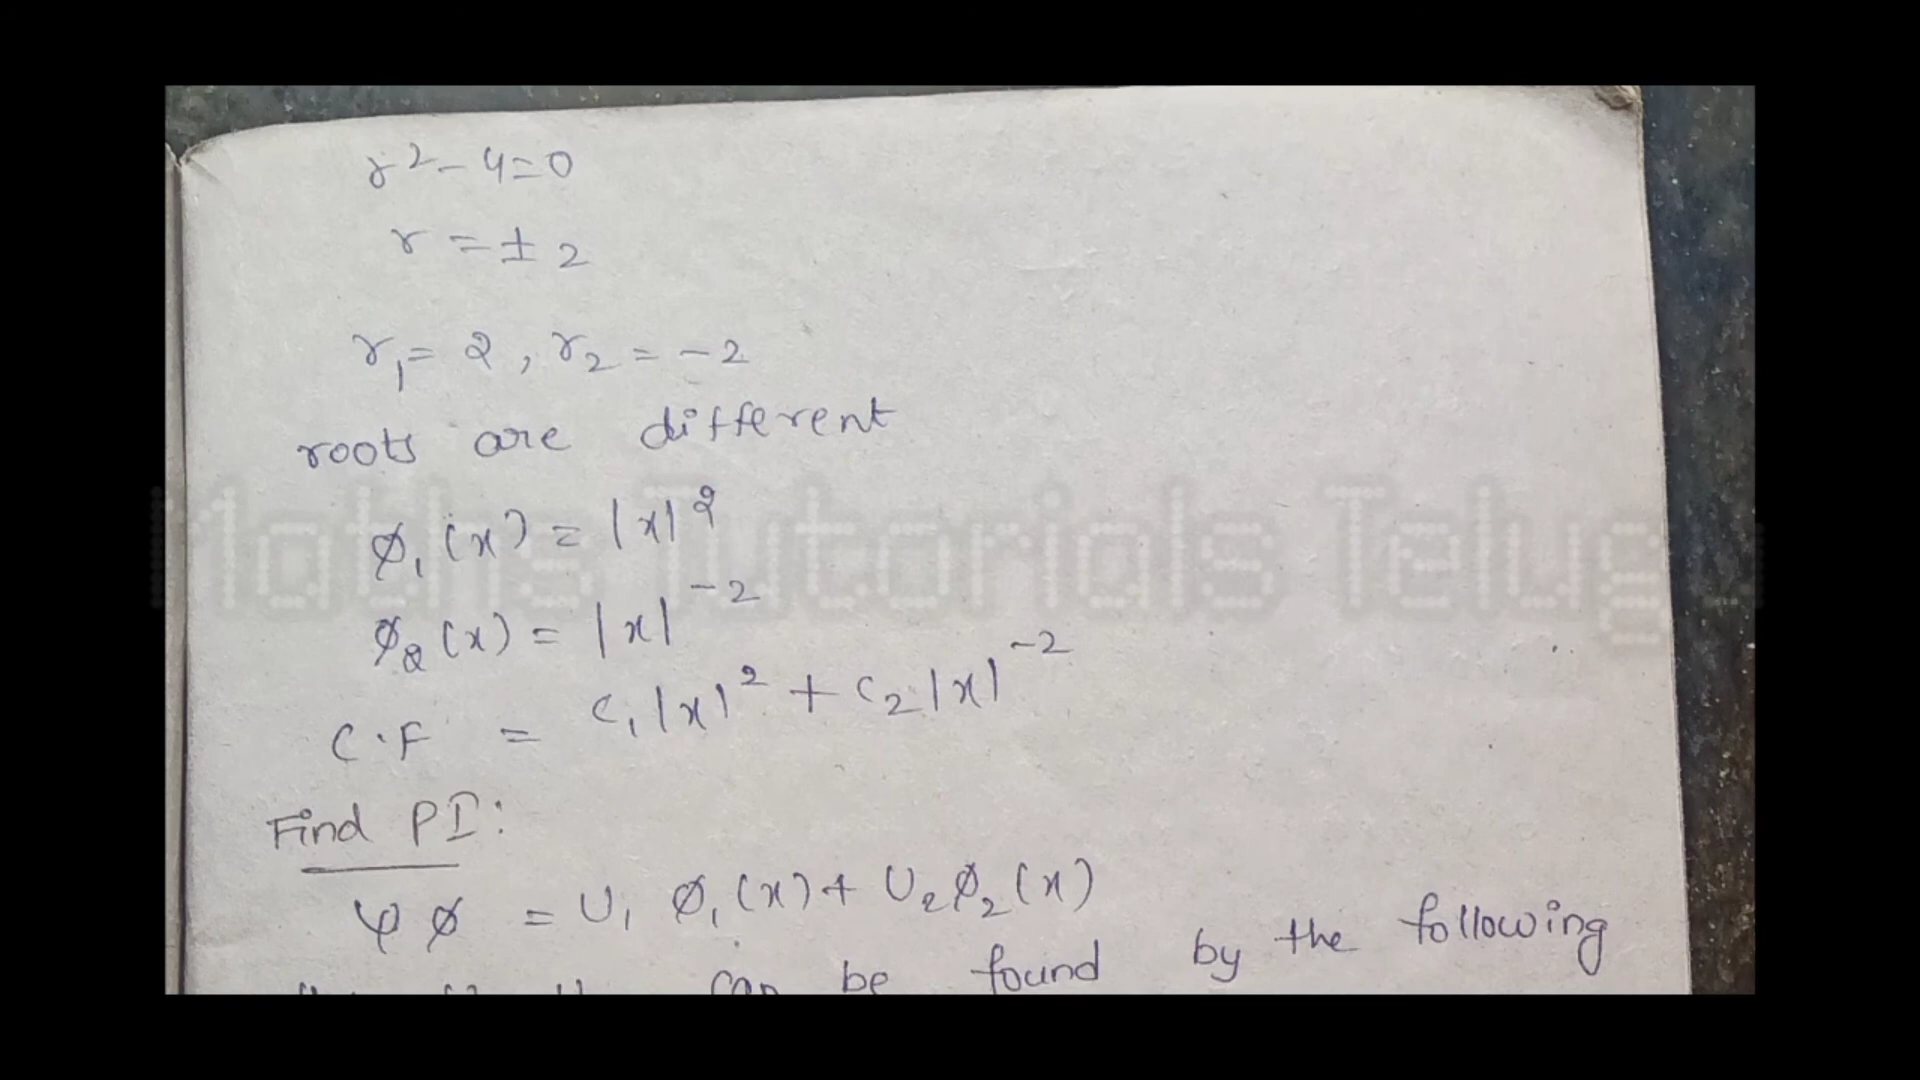 r² - 4 = 0
r = ± 2
r₁ = 2, r₂ = -2
roots are different
ϕ₁(x) = |x|²
Maths Tutorials Telugu
ϕ₂(x) = |x|⁻²
C.F = C₁|x|² + C₂|x|⁻²
Find PI:
ψ ϕ = U₁ ϕ₁(x) + U₂ϕ₂(x)
can be found by the following